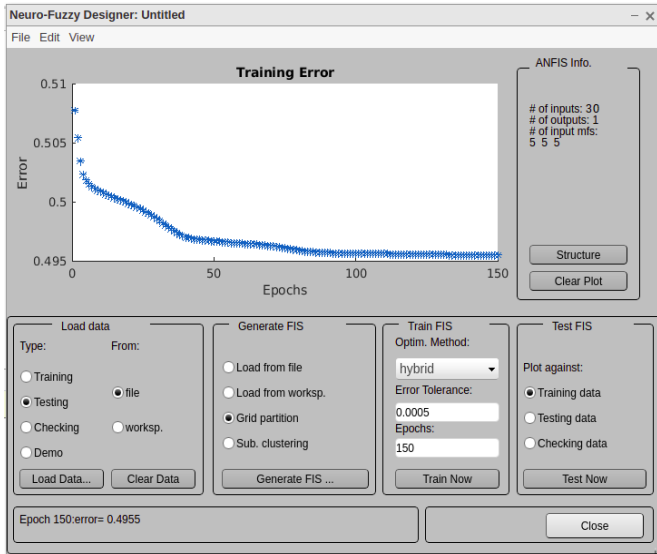 Neuro-Fuzzy Designer: Untitled
File Edit View
Training Error
0.51
0.505
0.5
0.495
Error
0
50
100
150
Epochs
ANFIS Info.
# of inputs: 30
# of outputs: 1
# of input mfs:
5 5 5
Structure
Clear Plot
Load data
Type:
From:
Training
Testing
Checking
Demo
file
worksp.
Load Data...
Clear Data
Generate FIS
Load from file
Load from worksp.
Grid partition
Sub. clustering
Generate FIS ...
Train FIS
Optim. Method:
hybrid
Error Tolerance:
0.0005
Epochs:
150
Train Now
Test FIS
Plot against:
Training data
Testing data
Checking data
Test Now
Epoch 150:error= 0.4955
Close